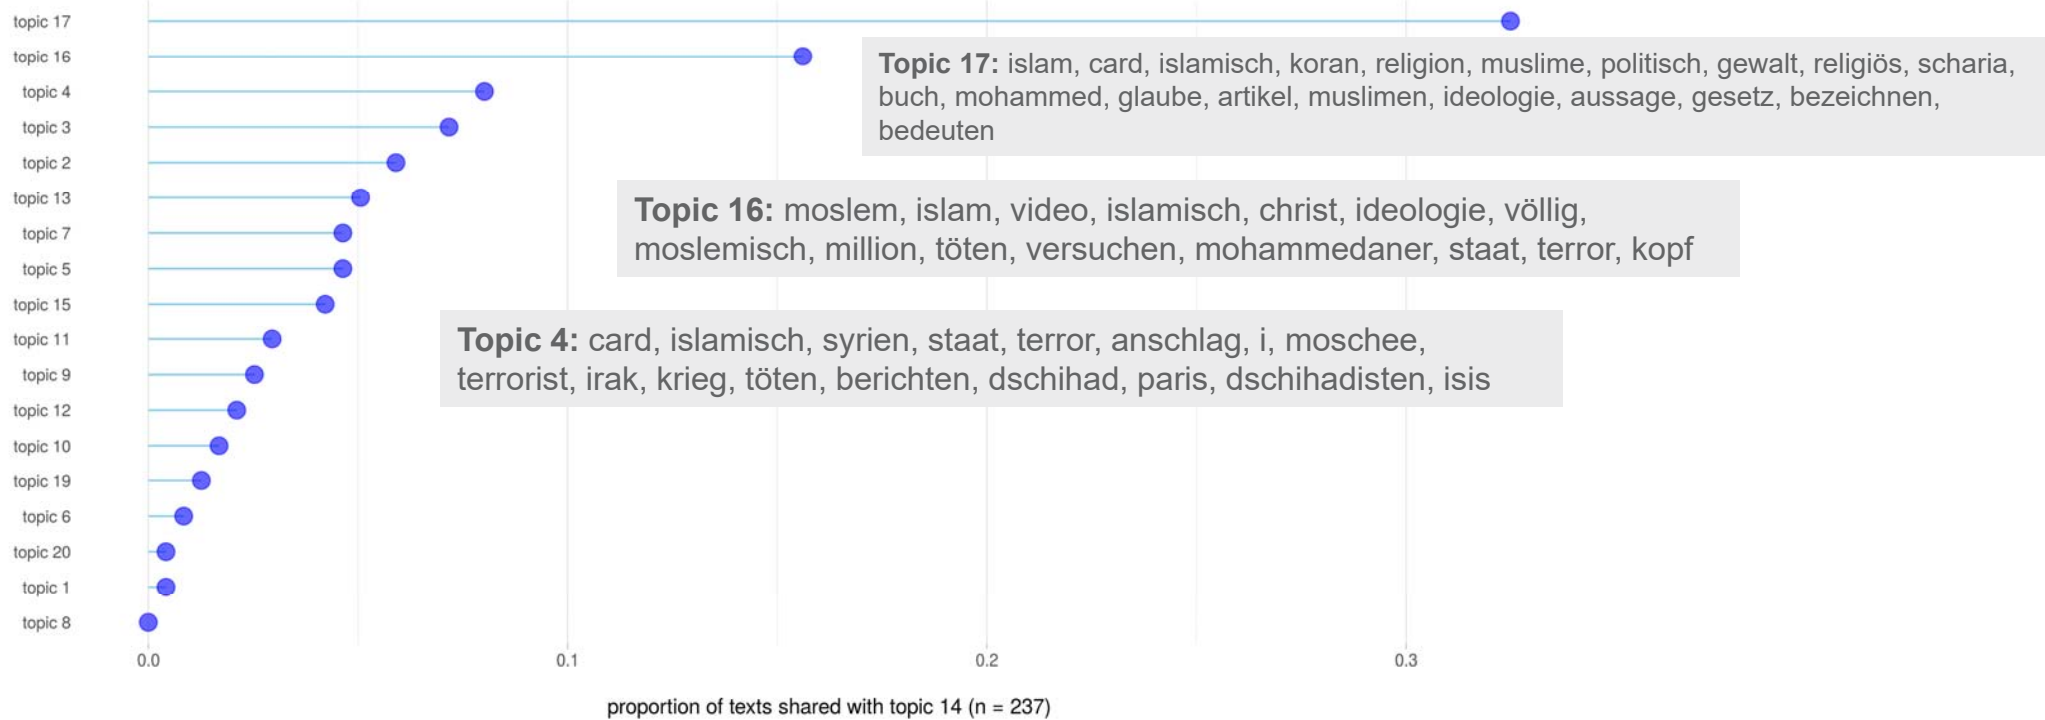 topic 17
topic 16
topic 4
topic 3
topic 2
topic 13
topic 7
topic 5
topic 15
topic 11
topic 9
topic 12
topic 10
topic 19
topic 6
topic 20
topic 1
topic 8
Topic 17: islam, card, islamisch, koran, religion, muslime, politisch, gewalt, religiös, scharia,
buch, mohammed, glaube, artikel, muslimen, ideologie, aussage, gesetz, bezeichnen,
bedeuten
Topic 16: moslem, islam, video, islamisch, christ, ideologie, völlig,
moslemisch, million, töten, versuchen, mohammedaner, staat, terror, kopf
Topic 4: card, islamisch, syrien, staat, terror, anschlag, i, moschee,
terrorist, irak, krieg, töten, berichten, dschihad, paris, dschihadisten, isis
0.0 0.1 0.2 0.3
proportion of texts shared with topic 14 (n = 237)